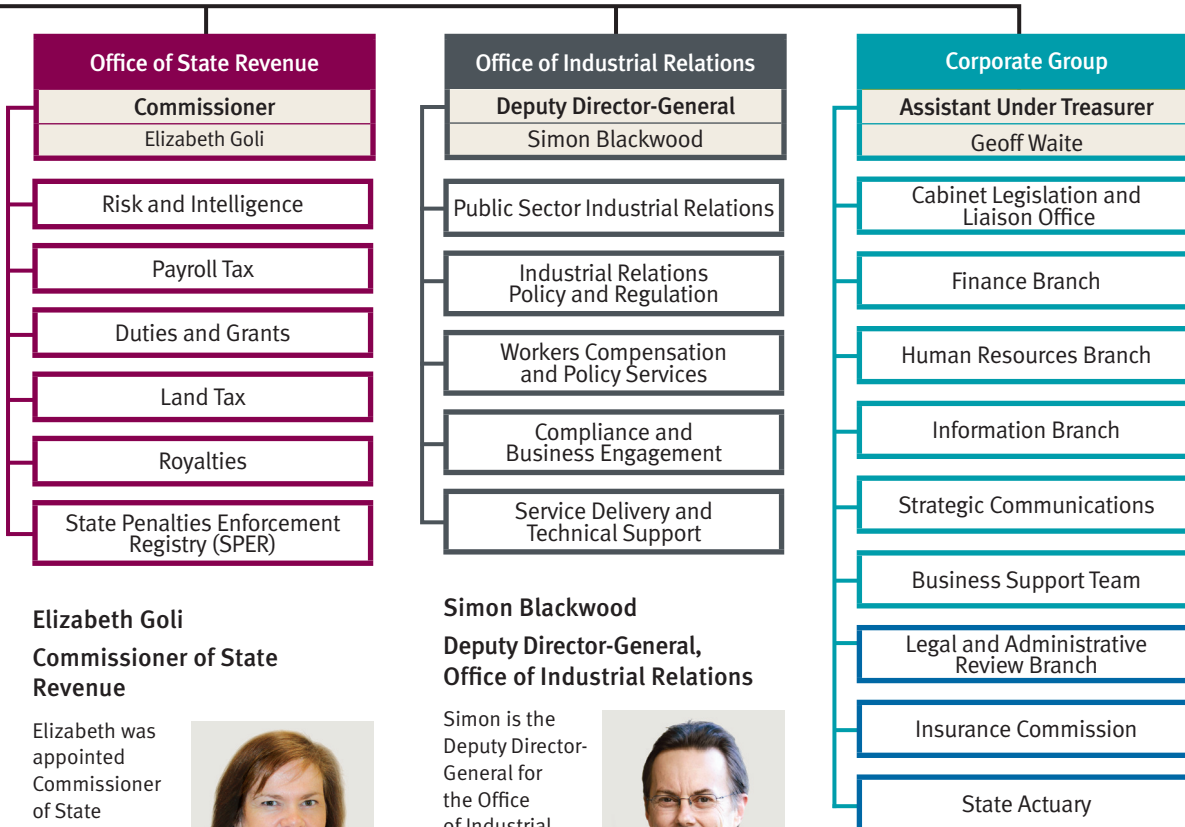 Office of State Revenue
Commissioner
Elizabeth Goli
Risk and Intelligence
Payroll Tax
Duties and Grants
Land Tax
Royalties
State Penalties Enforcement
Registry (SPER)
Elizabeth Goli
Commissioner of State
Revenue
Elizabeth was
appointed
Commissioner
of State
Office of Industrial Relations
Deputy Director-General
Simon Blackwood
Public Sector Industrial Relations
Industrial Relations
Policy and Regulation
Workers Compensation
and Policy Services
Compliance and
Business Engagement
Service Delivery and
Technical Support
Simon Blackwood
Deputy Director-General,
Office of Industrial Relations
Simon is the
Deputy Director-
General for
the Office
of Industrial
Corporate Group
Assistant Under Treasurer
Geoff Waite
Cabinet Legislation and
Liaison Office
Finance Branch
Human Resources Branch
Information Branch
Strategic Communications
Business Support Team
Legal and Administrative
Review Branch
Insurance Commission
State Actuary